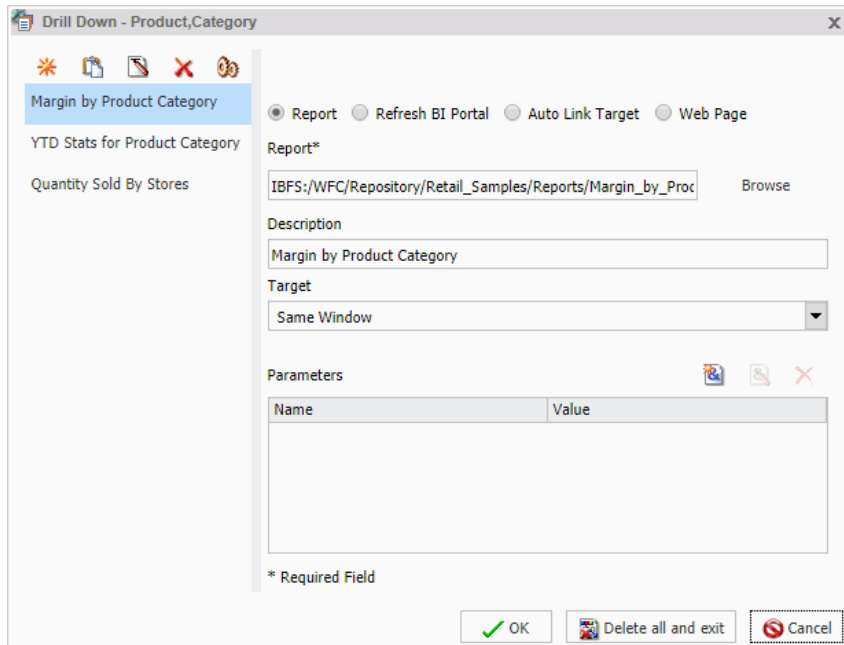 Drill Down - Product,Category
x
Margin by Product Category
YTD Stats for Product Category
Quantity Sold By Stores
Report Refresh BI Portal Auto Link Target Web Page
Report*
IBFS:/WFC/Repository/Retail_Samples/Reports/Margin_by_Proc Browse
Description
Margin by Product Category
Target
Same Window
Parameters
Name Value
* Required Field
OK Delete all and exit Cancel